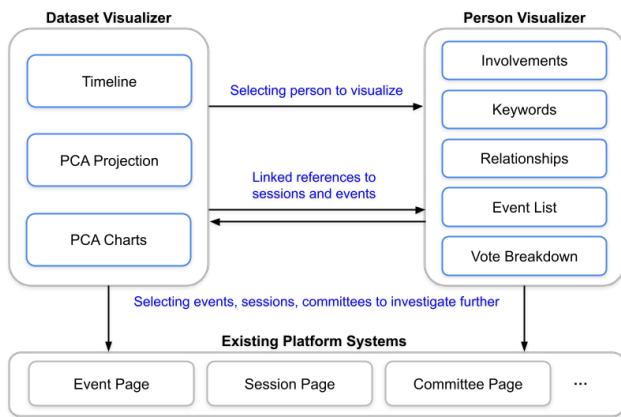 Dataset Visualizer
Person Visualizer
Timeline
PCA Projection
PCA Charts
Selecting person to visualize
Linked references to
sessions and events
Involvements
Keywords
Relationships
Event List
Vote Breakdown
Selecting events, sessions, committees to investigate further
Existing Platform Systems
Event Page
Session Page
Committee Page
...